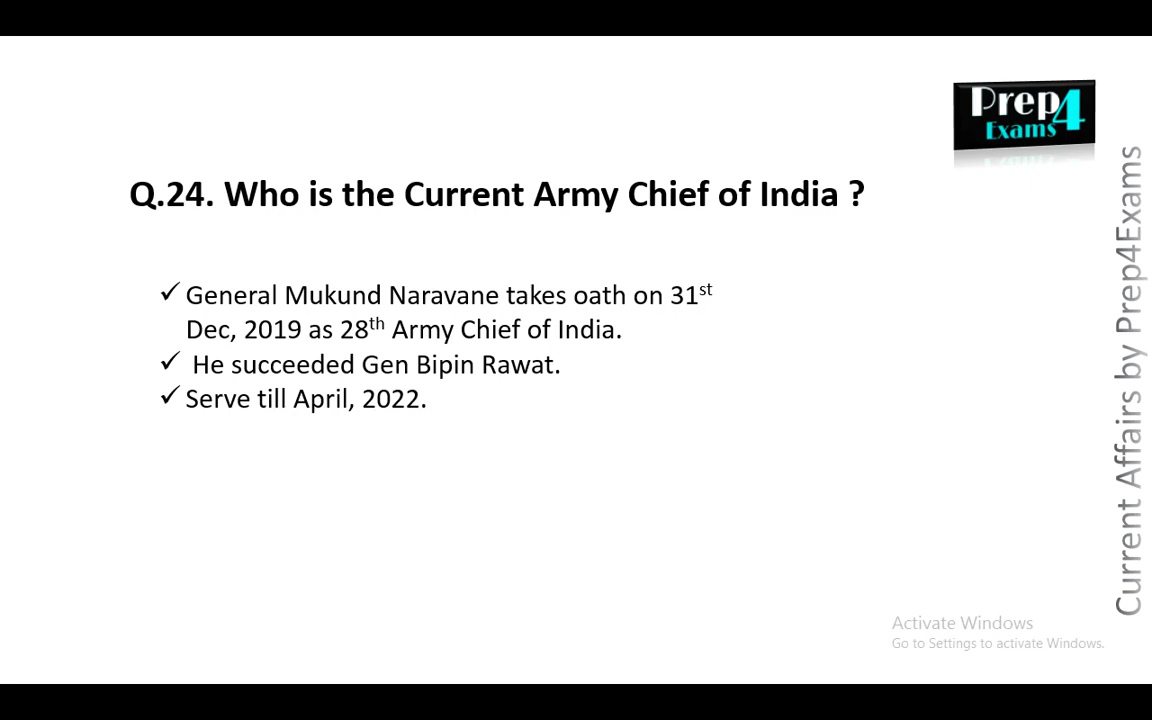 Prep4
Exams
Q.24. Who is the Current Army Chief of India ?
✓ General Mukund Naravane takes oath on 31st
Dec, 2019 as 28th Army Chief of India.
✓ He succeeded Gen Bipin Rawat.
✓ Serve till April, 2022.
Current Affairs by Prep4Exams
Activate Windows
Go to Settings to activate Windows.